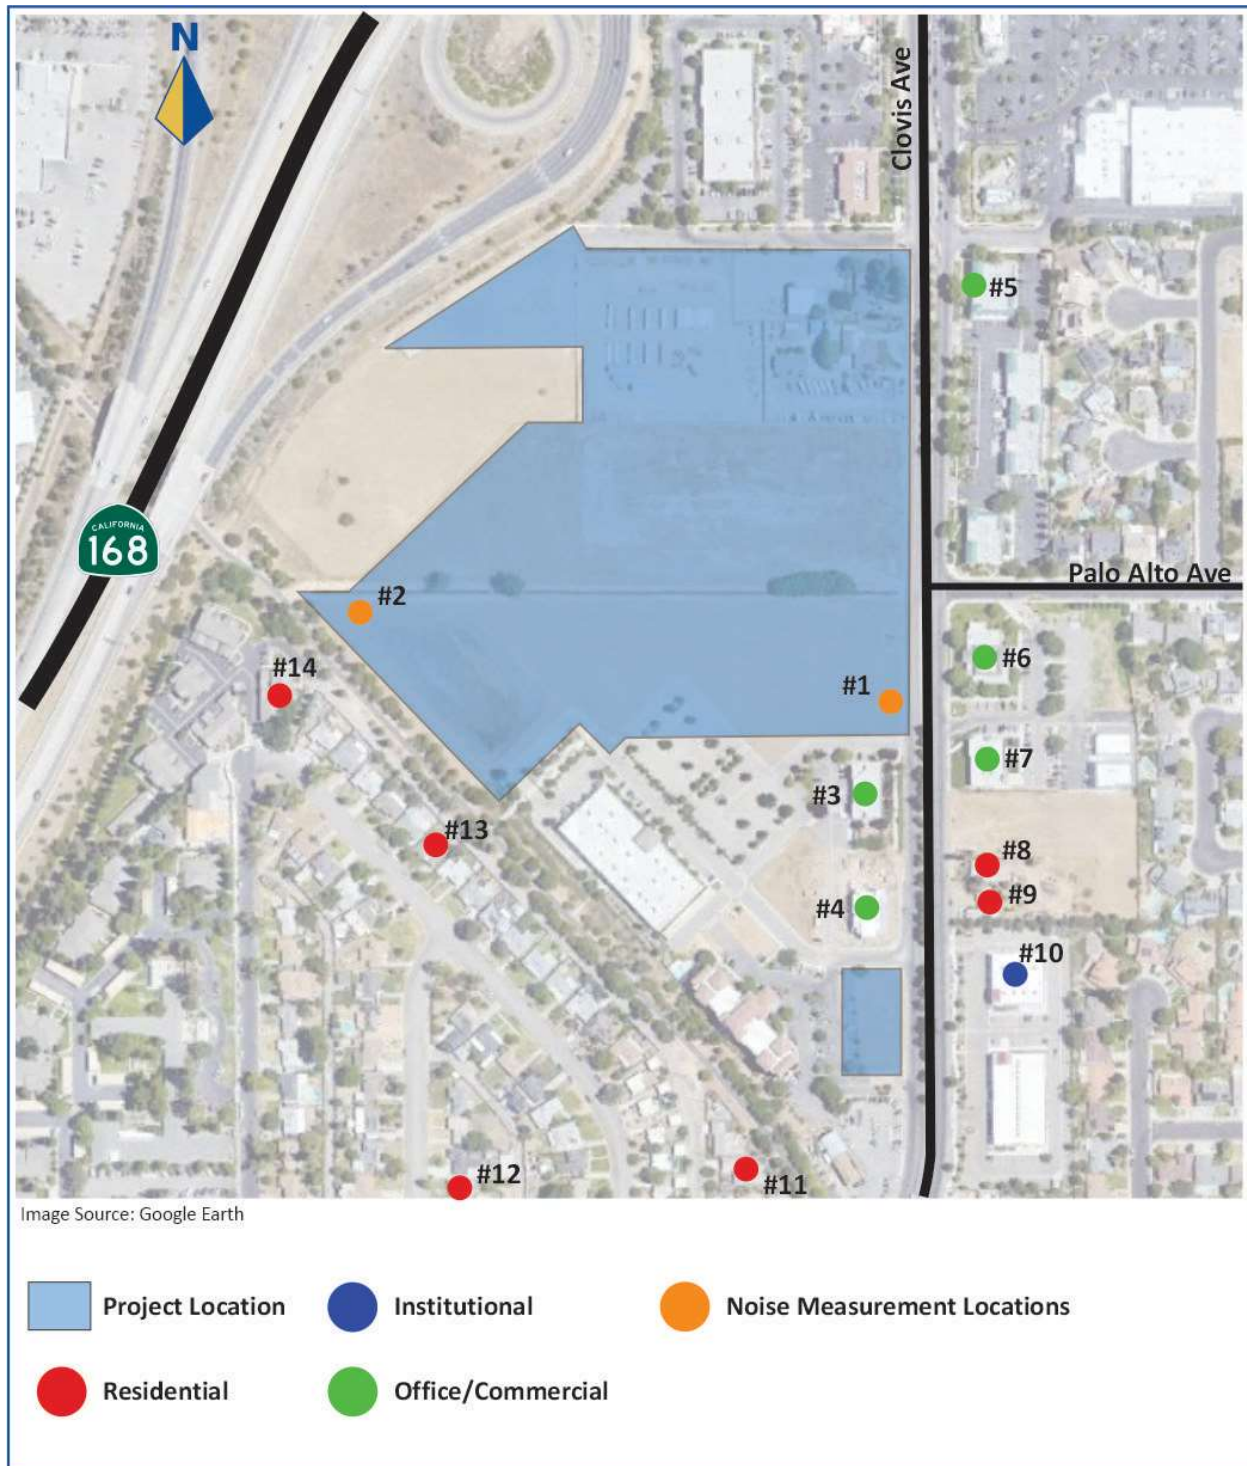 N
Clovis Ave
#5
CALIFORNIA
168
Palo Alto Ave
#2
#6
#14
#1
#7
#3
#13
#8
#9
#4
#10
#12
#11
Image Source: Google Earth
Project Location
Institutional
Noise Measurement Locations
Residential
Office/Commercial